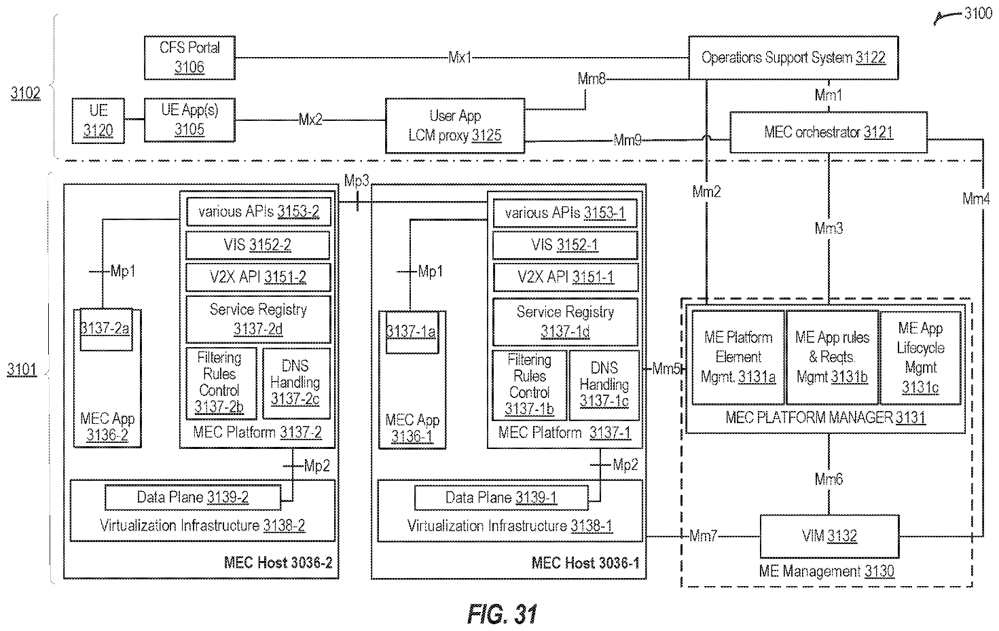 3100
CFS Portal
3106
Mx1
Operations Support System 3122
3102
Mm8
Mm1
UE
3120
UE App(s)
3105
Mx2
User App
LCM proxy 3125
Mm9
MEC orchestrator 3121
3101
Mp3
Mm2
Mm3
Mm4
various APIs 3153-2
VIS 3152-2
V2X API 3151-2
Mp1
Service Registry
3137-2d
3137-2a
Filtering
Rules
Control
3137-2b
DNS
Handling
3137-2c
MEC App
3136-2
MEC Platform 3137-2
Mp2
Data Plane 3139-2
Virtualization Infrastructure 3138-2
MEC Host 3036-2
various APIs 3153-1
VIS 3152-1
V2X API 3151-1
Mp1
Service Registry
3137-1d
3137-1a
Filtering
Rules
Control
3137-1b
DNS
Handling
3137-1c
MEC App
3136-1
MEC Platform 3137-1
Mp2
Data Plane 3139-1
Virtualization Infrastructure 3138-1
MEC Host 3036-1
Mm5
ME Platform
Element
Mgmt. 3131a
ME App rules
& Reqts.
Mgmt 3131b
ME App
Lifecycle
Mgmt
3131c
MEC PLATFORM MANAGER 3131
Mm6
Mm7
VIM 3132
ME Management 3130
FIG. 31